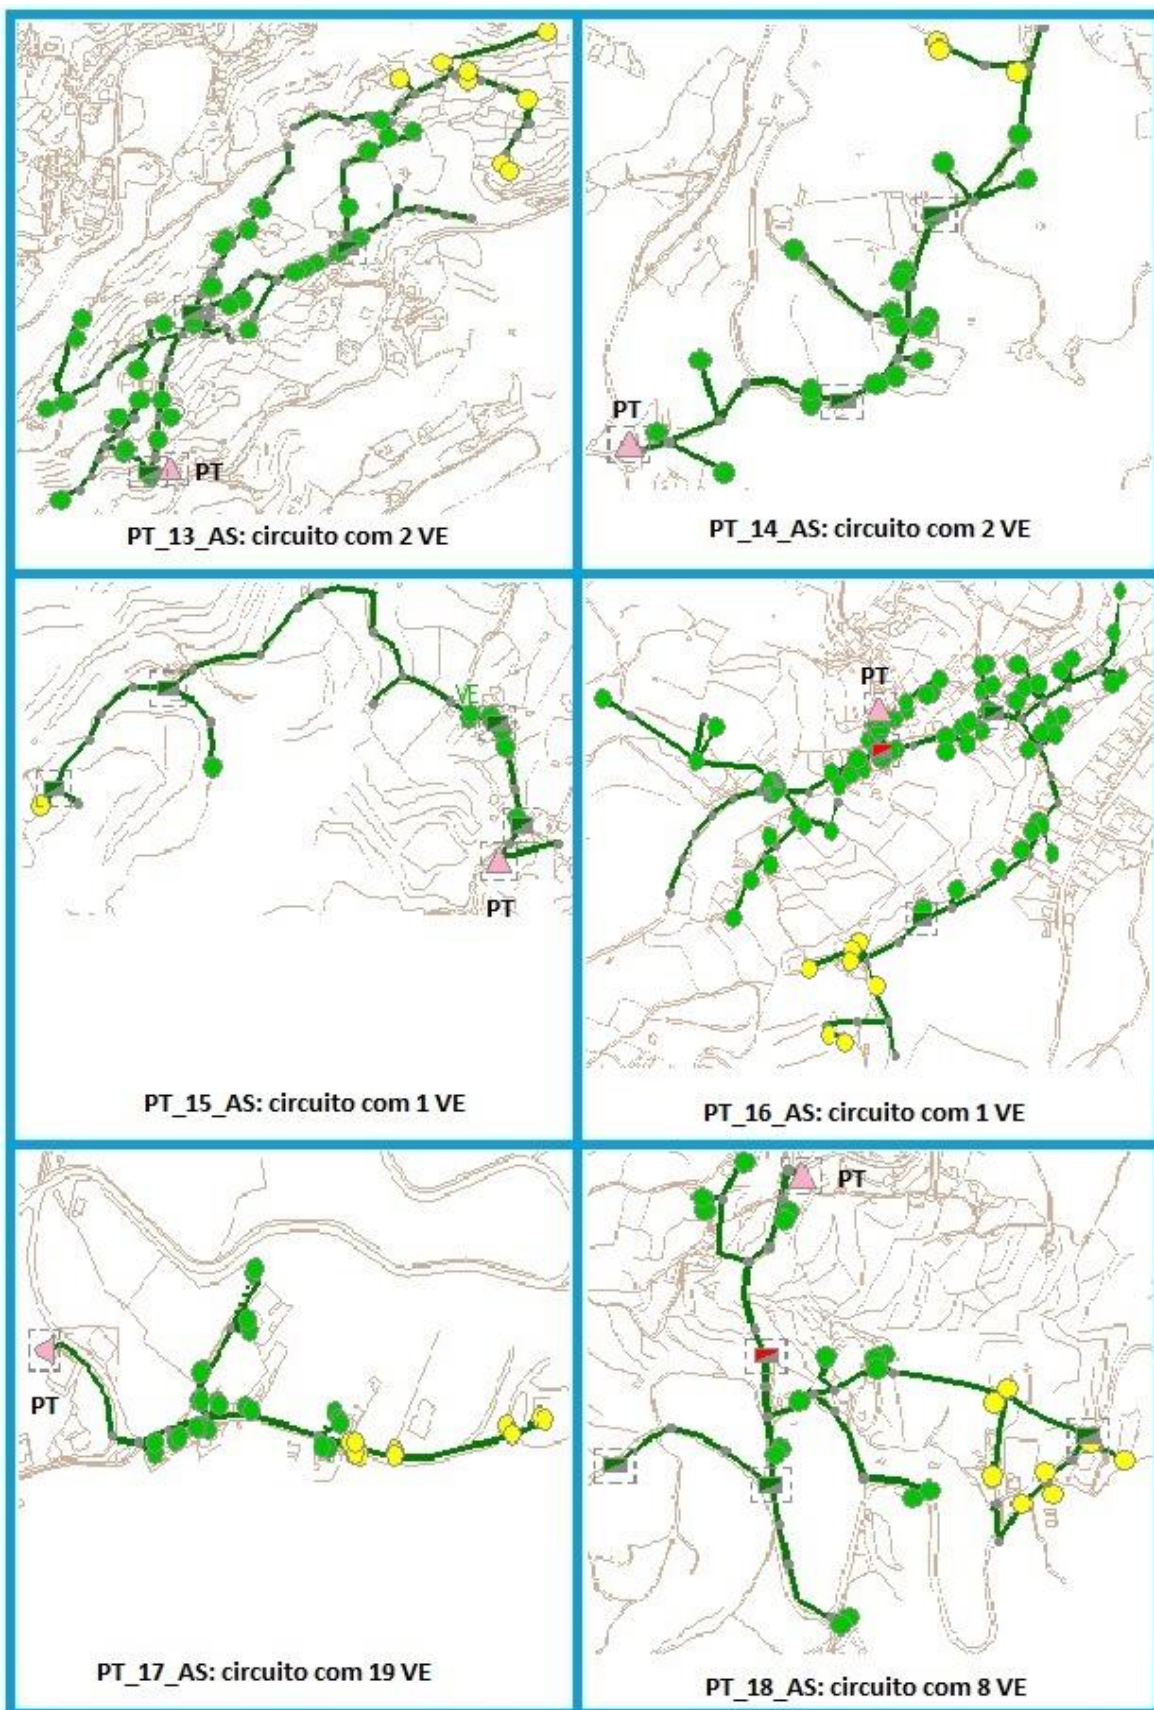 PT
PT
PT_13_AS: circuito com 2 VE
PT_14_AS: circuito com 2 VE
PT
VE
PT
PT_15_AS: circuito com 1 VE
PT_16_AS: circuito com 1 VE
PT
PT
PT_17_AS: circuito com 19 VE
PT_18_AS: circuito com 8 VE